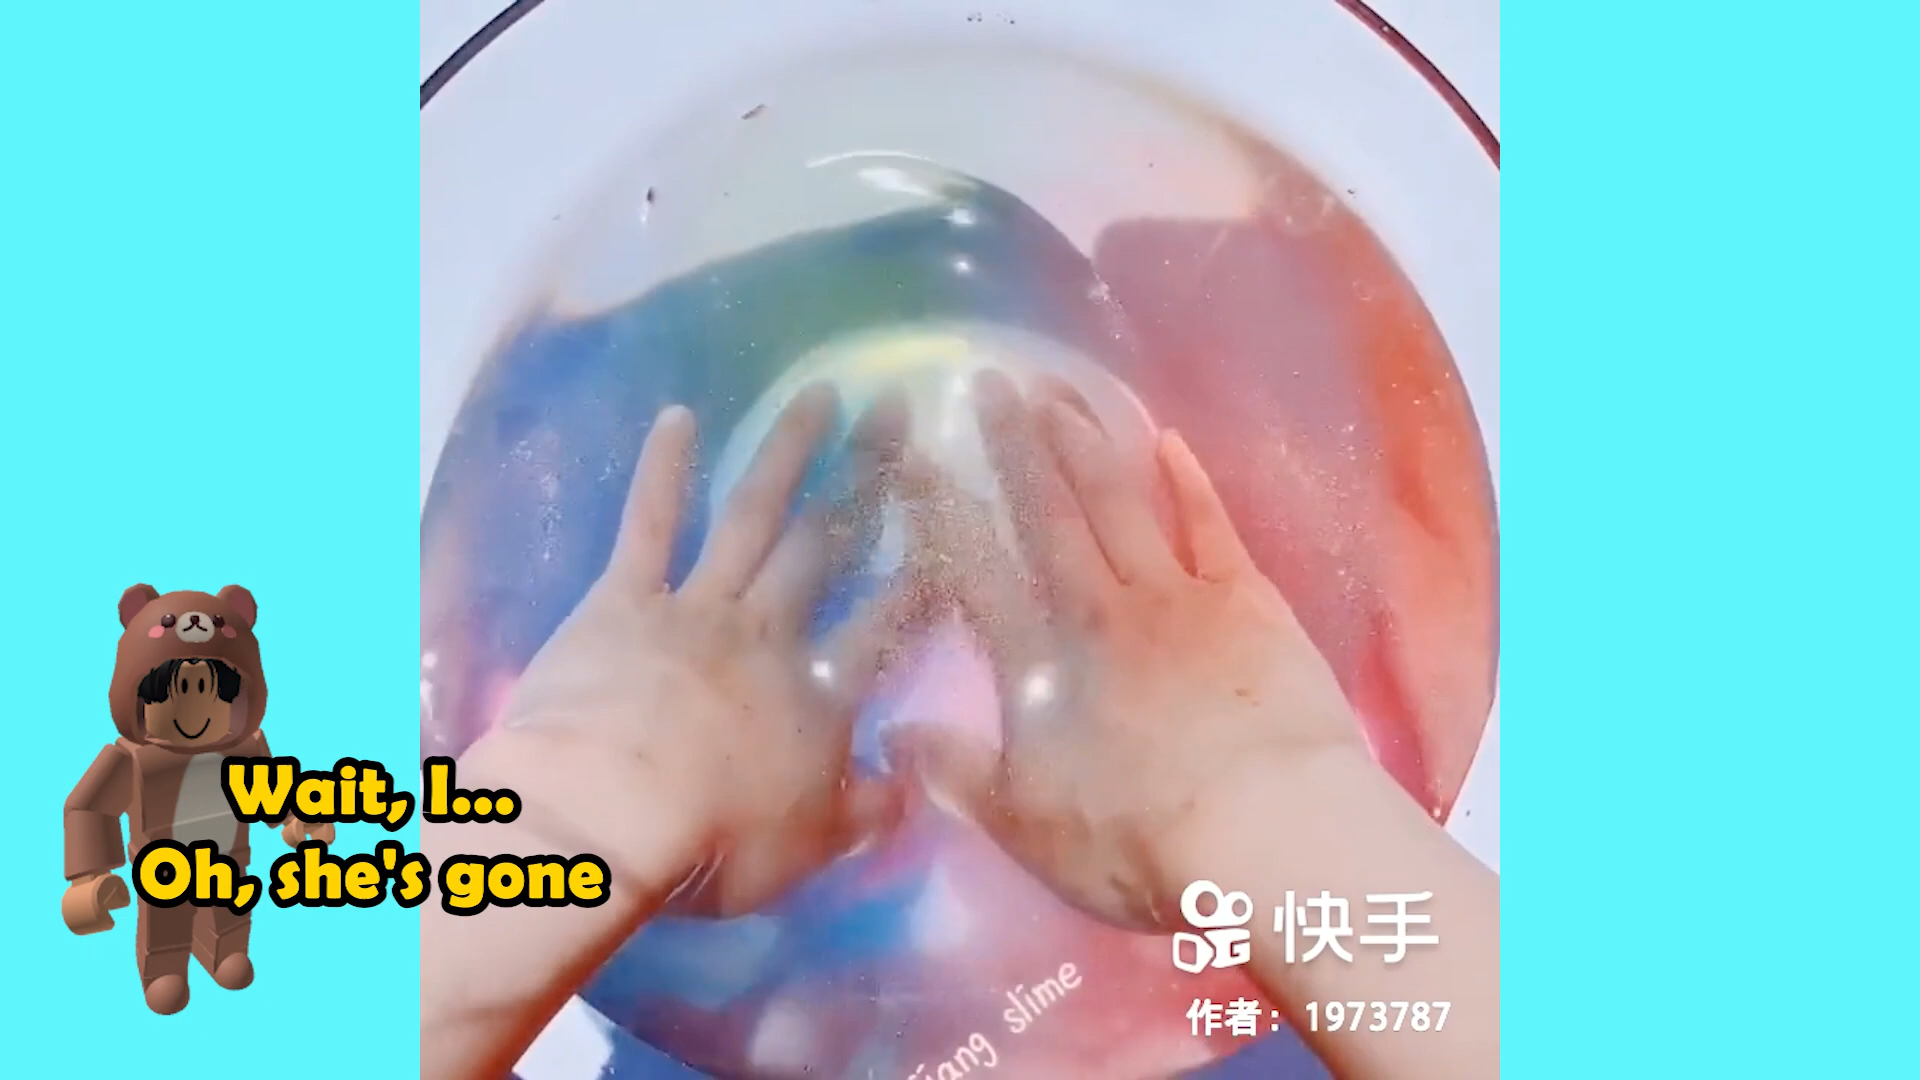 Wait, I...
Oh, she's gone
快手
作者：1973787
slime